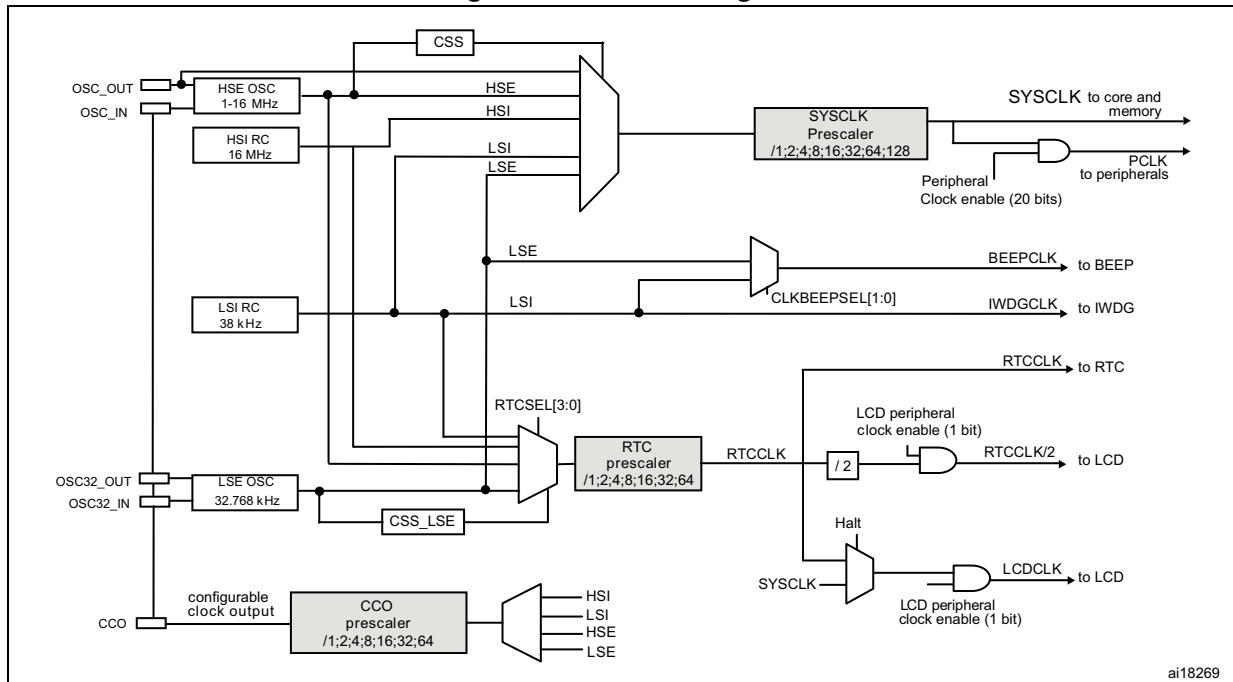 CSS
OSC_OUT
HSE OSC
1-16 MHz
OSC_IN
HSE
HSI
HSI RC
16 MHz
LSI
LSE
SYSCLK
Prescaler
/1;2;4;8;16;32;64;128
SYSCLK to core and
memory
PCLK
to peripherals
Peripheral
Clock enable (20 bits)
LSE
BEEPCLK
to BEEP
CLKBEEPSEL[1:0]
LSI RC
38 kHz
LSI
IWDGCLK
to IWDG
RTCCLK
to RTC
RTCSEL[3:0]
RTC
prescaler
/1;2;4;8;16;32;64
RTCCLK
/ 2
LCD peripheral
clock enable (1 bit)
RTCCLK/2
to LCD
OSC32_OUT
LSE OSC
32.768 kHz
OSC32_IN
CSS_LSE
Halt
SYSCLK
LCDCLK
to LCD
LCD peripheral
clock enable (1 bit)
CCO
configurable
clock output
CCO
prescaler
/1;2;4;8;16;32;64
HSI
LSI
HSE
LSE
ai18269